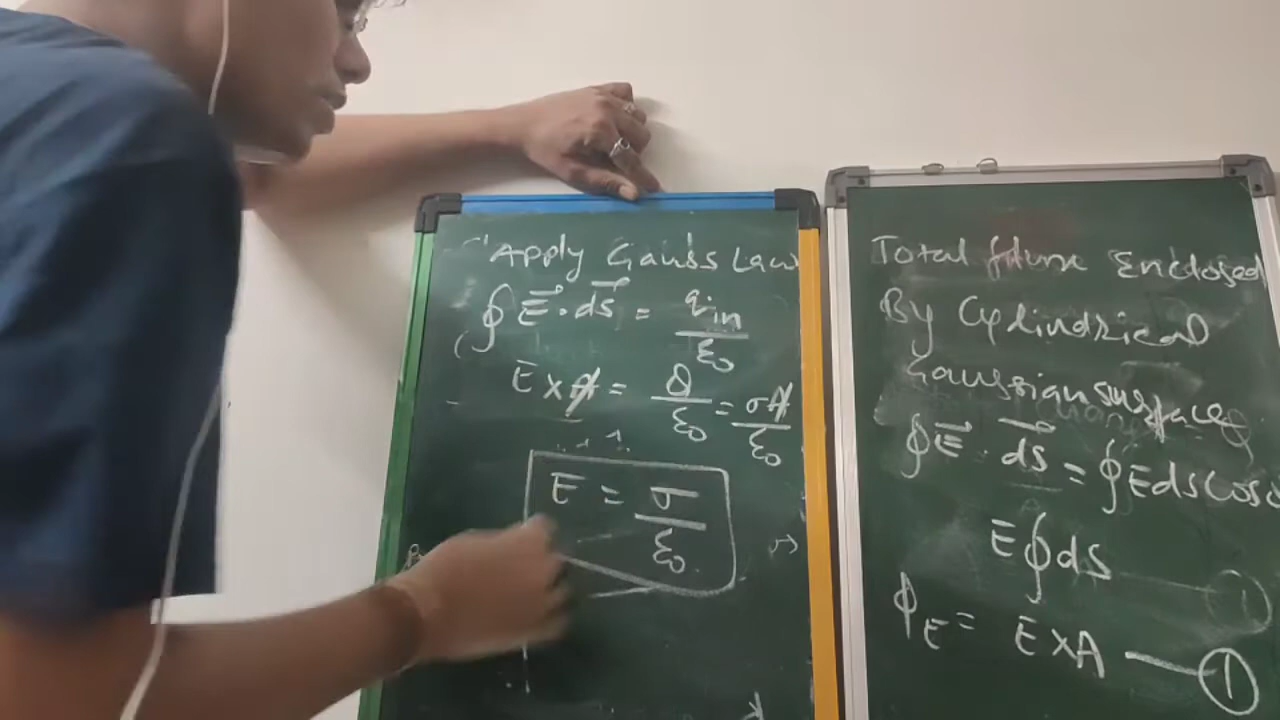 Apply Gauss Law
∮ E⃗ · ds⃗ = qin / ε₀
E × A = Q / ε₀ = σA / ε₀
E = σ / ε₀
Total flux Enclosed
By Cylindrical
Gaussian surface
∮ E⃗ · ds⃗ = ∮ E ds Cos
E ∮ ds
①
ϕE = E × A — ①